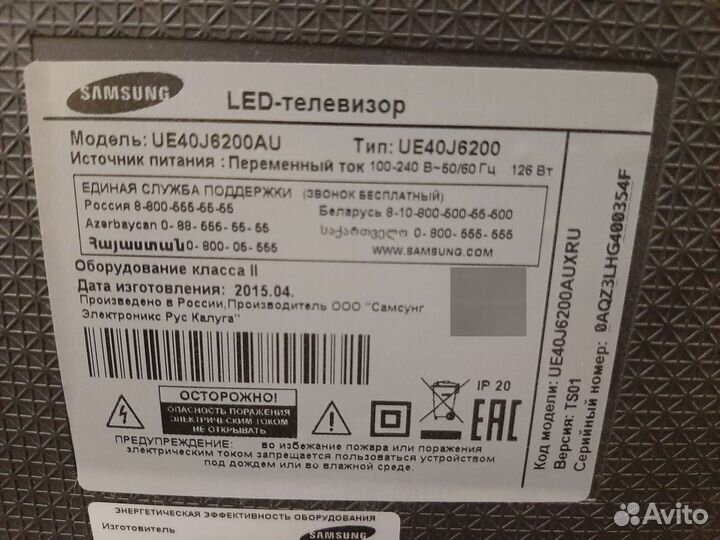 SAMSUNG
LED-телевизор
Модель: UE40J6200AU Тип: UE40J6200
Источник питания : Переменный ток 100-240 В~50/60 Гц 126 Вт
ЕДИНАЯ СЛУЖБА ПОДДЕРЖКИ (ЗВОНОК БЕСПЛАТНЫЙ)
Россия 8-800-555-55-55 Беларусь 8-10-800-500-55-500
Azərbaycan 0- 88- 555- 55- 55 საქართველო 0- 800- 555- 555
Հայաստան 0- 800- 05- 555 WWW.SAMSUNG.COM
Оборудование класса II
Дата изготовления: 2015.04.
Произведено в России,Производитель ООО "Самсунг
Электроникс Рус Калуга"
ОСТОРОЖНО!
ОПАСНОСТЬ ПОРАЖЕНИЯ
ЭЛЕКТРИЧЕСКИМ ТОКОМ
НЕ ОТКРЫВАТЬ
IP 20
TC
EAC
ПРЕДУПРЕЖДЕНИЕ: во избежание пожара или поражения
электрическим током запрещается пользоваться устройством
под дождем или во влажной среде.
Код модели: UE40J6200AUXRU
Версия: TS01
Серийный номер: 0AQZ3LHG400354F
ЭНЕРГЕТИЧЕСКАЯ ЭФФЕКТИВНОСТЬ ОБОРУДОВАНИЯ
Изготовитель SAMSUNG
Avito